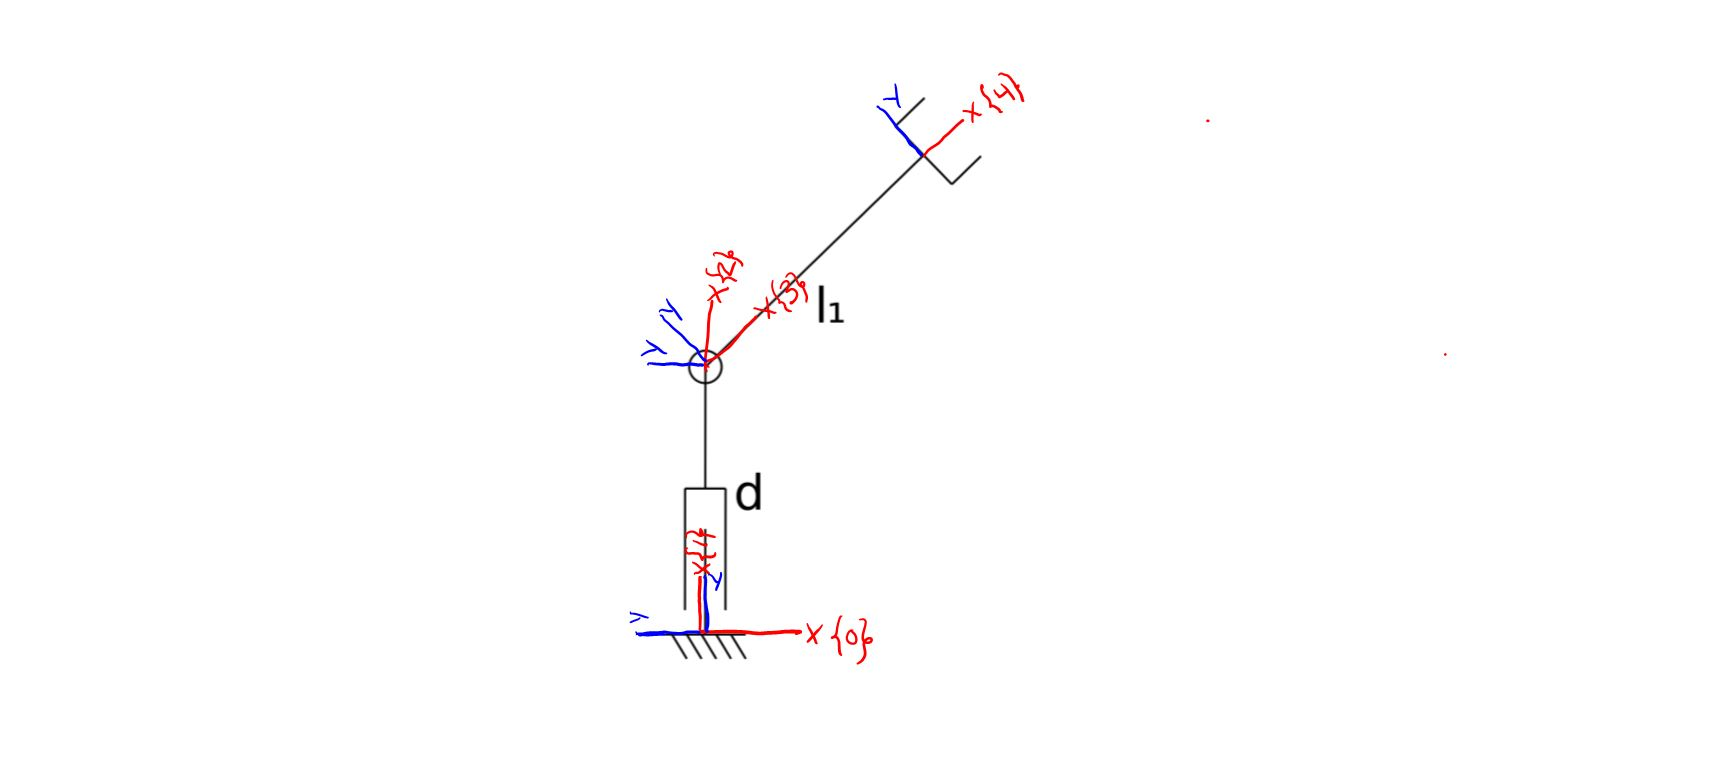 Y
X {4}
X {2}
Y
X {3}
l₁
Y
d
X {1}
Y
Y
X {0}